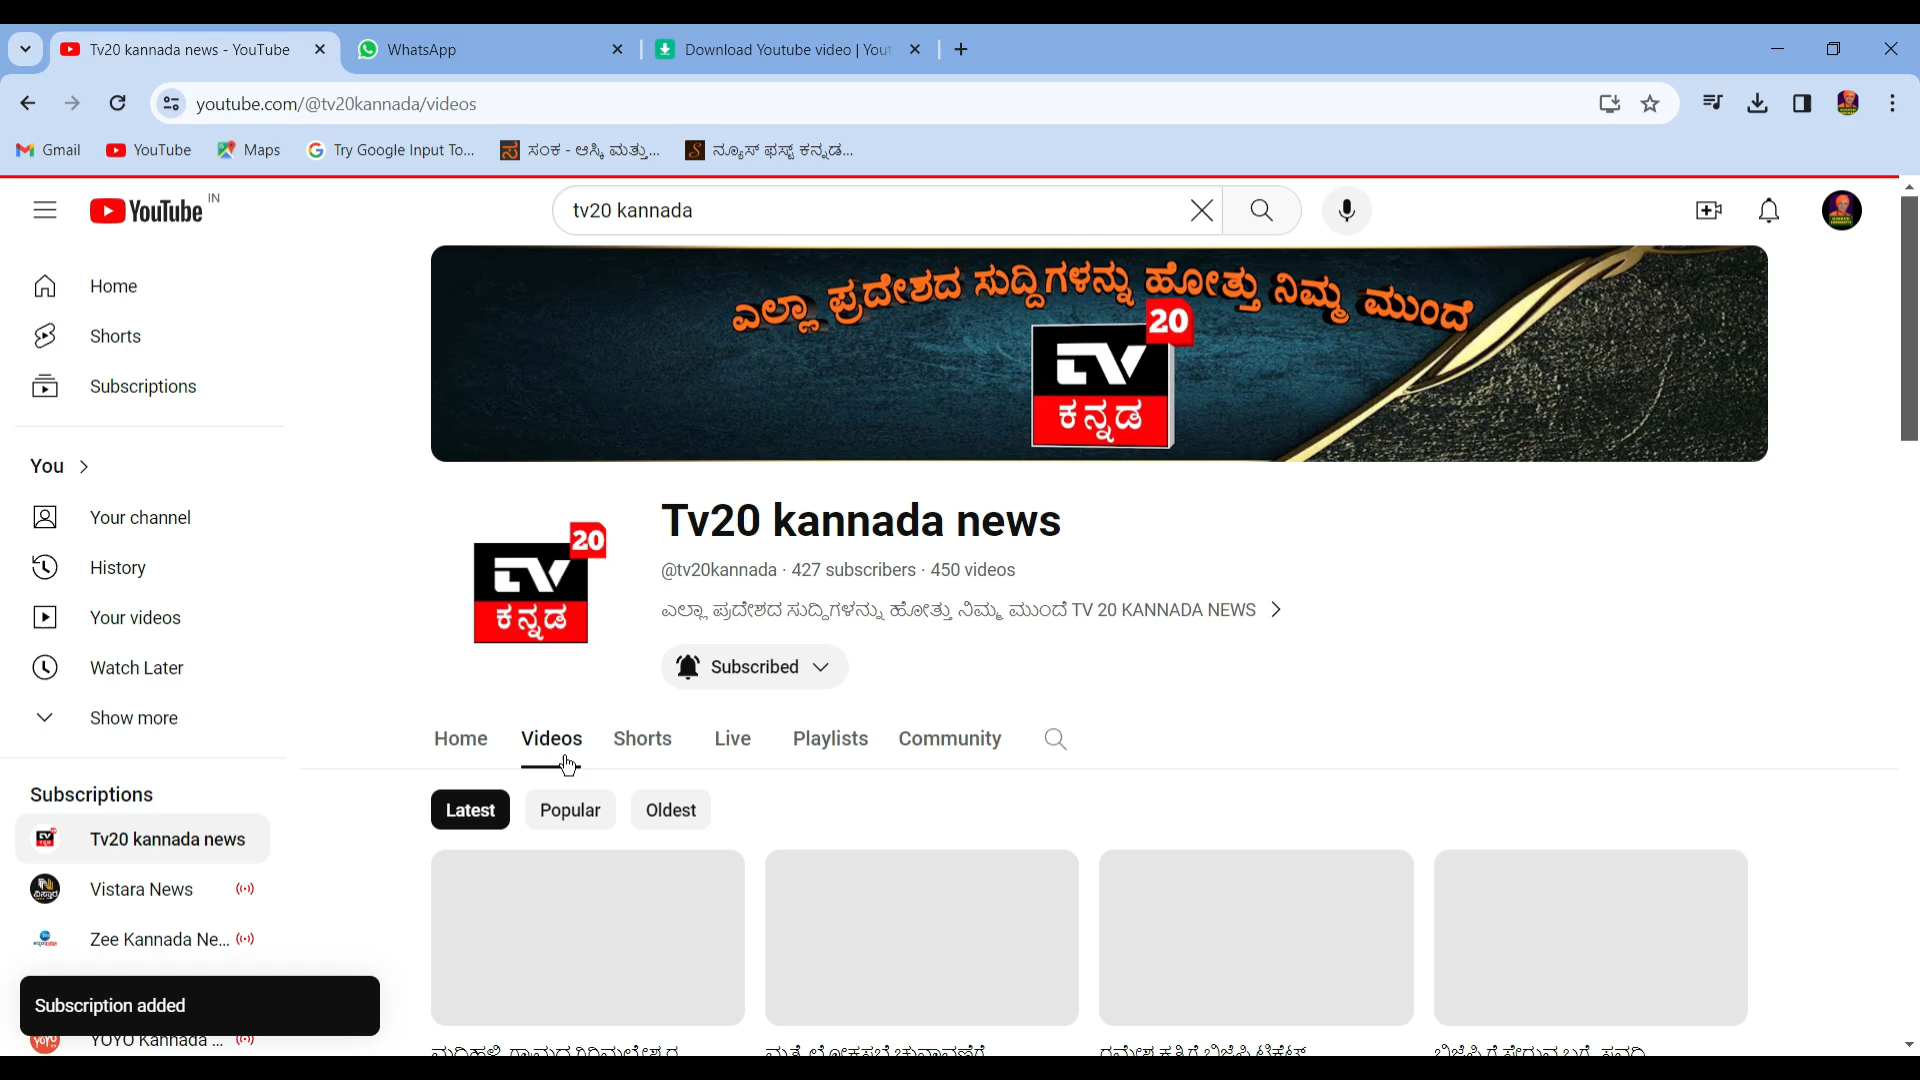 Tv20 kannada news - YouTube
WhatsApp
Download Youtube video | Yout
youtube.com/@tv20kannada/videos
Gmail
YouTube
Maps
Try Google Input To...
ಸಂಕ - ಆಸ್ಕಿ ಮತ್ತು...
ನ್ಯೂಸ್ ಫಸ್ಟ್ ಕನ್ನಡ...
YouTube IN
tv20 kannada
Home
Shorts
Subscriptions
You
Your channel
History
Your videos
Watch Later
Show more
Subscriptions
Tv20 kannada news
Vistara News
Zee Kannada Ne...
Subscription added
YOYO Kannada ...
ಎಲ್ಲಾ ಪ್ರದೇಶದ ಸುದ್ದಿಗಳನ್ನು ಹೋತ್ತು ನಿಮ್ಮ ಮುಂದೆ
20
TV
ಕನ್ನಡ
20
TV
ಕನ್ನಡ
Tv20 kannada news
@tv20kannada · 427 subscribers · 450 videos
ಎಲ್ಲಾ ಪ್ರದೇಶದ ಸುದ್ದಿಗಳನ್ನು ಹೋತ್ತು ನಿಮ್ಮ ಮುಂದೆ TV 20 KANNADA NEWS
Subscribed
Home Videos Shorts Live Playlists Community
Latest Popular Oldest